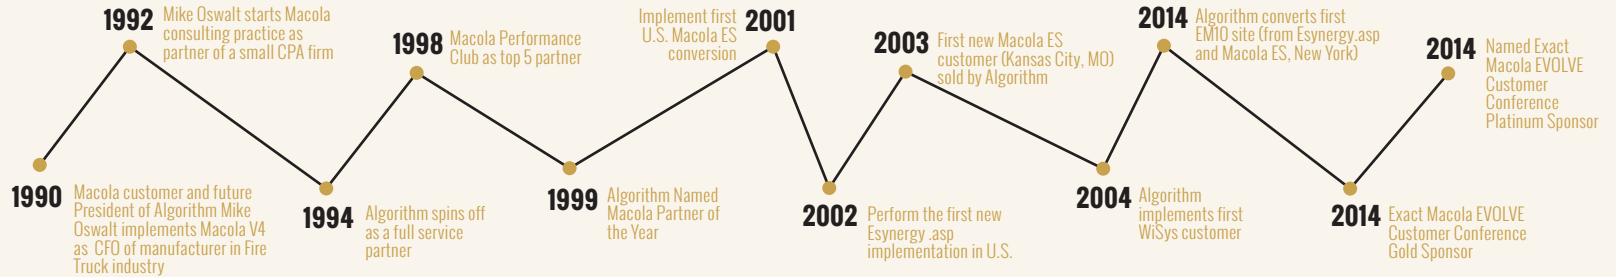 1990
Macola customer and future
President of Algorithm Mike
Oswalt implements Macola V4
as CFO of manufacturer in Fire
Truck industry
1992
Mike Oswalt starts Macola
consulting practice as
partner of a small CPA firm
1994
Algorithm spins off
as a full service
partner
1998
Macola Performance
Club as top 5 partner
1999
Algorithm Named
Macola Partner of
the Year
Implement first
U.S. Macola ES
conversion
2001
2002
Perform the first new
Esynergy .asp
implementation in U.S.
2003
First new Macola ES
customer (Kansas City, MO)
sold by Algorithm
2004
Algorithm
implements first
WiSys customer
2014
Algorithm converts first
EM10 site (from Esynergy.asp
and Macola ES, New York)
2014
Exact Macola EVOLVE
Customer Conference
Gold Sponsor
2014
Named Exact
Macola EVOLVE
Customer
Conference
Platinum Sponsor